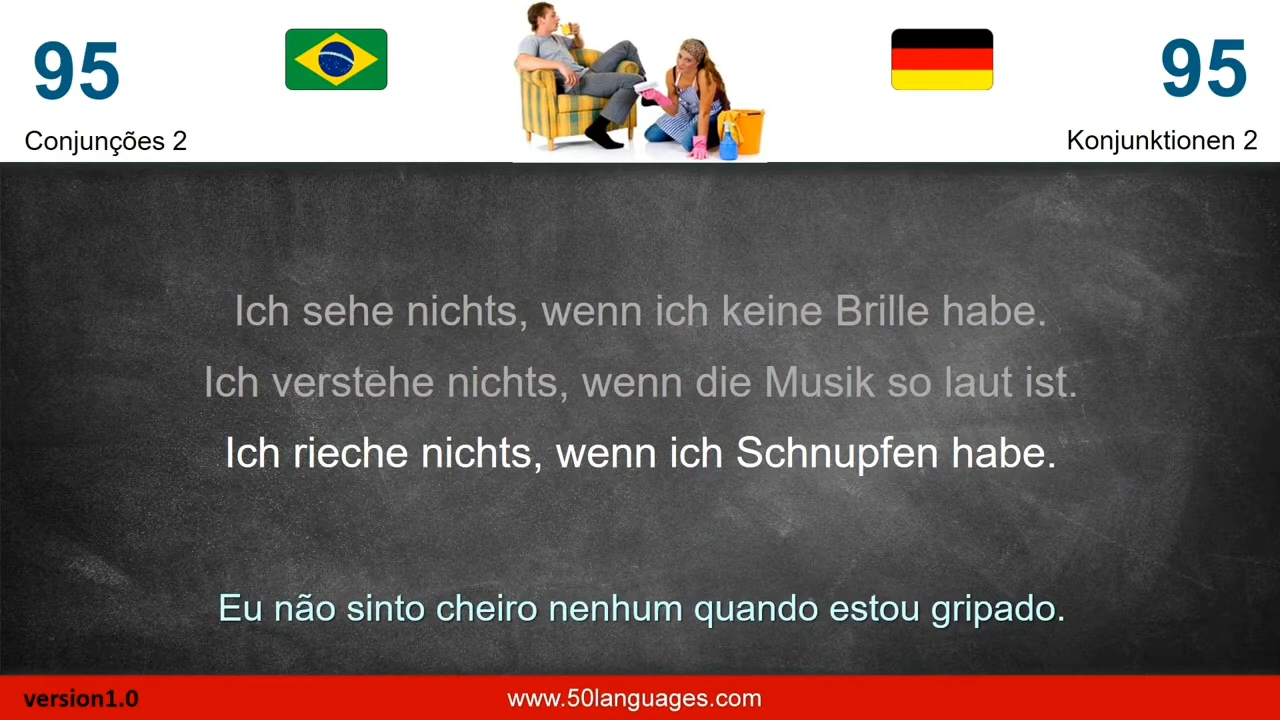 95
95
Conjunções 2
Konjunktionen 2
Ich sehe nichts, wenn ich keine Brille habe.
Ich verstehe nichts, wenn die Musik so laut ist.
Ich rieche nichts, wenn ich Schnupfen habe.
Eu não sinto cheiro nenhum quando estou gripado.
version1.0
www.50languages.com